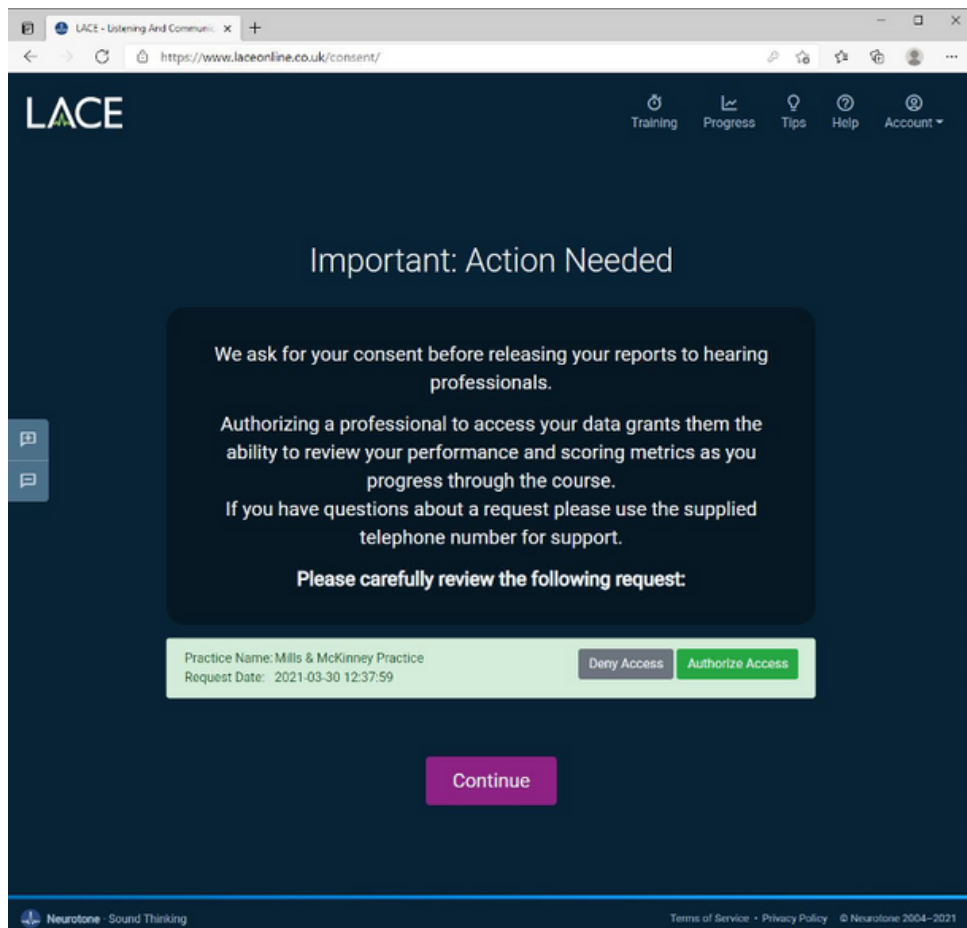 LACE - Listening And Communic
https://www.laceonline.co.uk/consent/
LACE
Training Progress Tips Help Account
Important: Action Needed
We ask for your consent before releasing your reports to hearing
professionals.
Authorizing a professional to access your data grants them the
ability to review your performance and scoring metrics as you
progress through the course.
If you have questions about a request please use the supplied
telephone number for support.
Please carefully review the following request:
Practice Name: Mills & McKinney Practice
Request Date: 2021-03-30 12:37:59
Deny Access Authorize Access
Continue
Neurotone · Sound Thinking
Terms of Service • Privacy Policy © Neurotone 2004–2021